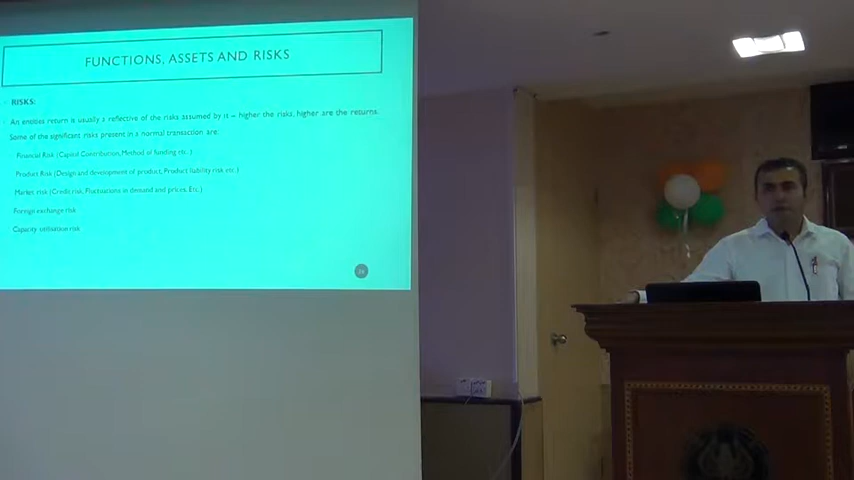 FUNCTIONS, ASSETS AND RISKS
RISKS:
An entities return is usually a reflective of the risks assumed by it – higher the risks, higher are the returns.
Some of the significant risks present in a normal transaction are:
Financial Risk (Capital Contribution, Method of funding etc..)
Product Risk (Design and development of product, Product liability risk etc.)
Market risk (Credit risk, Fluctuations in demand and prices. Etc.)
Foreign exchange risk
Capacity utilisation risk